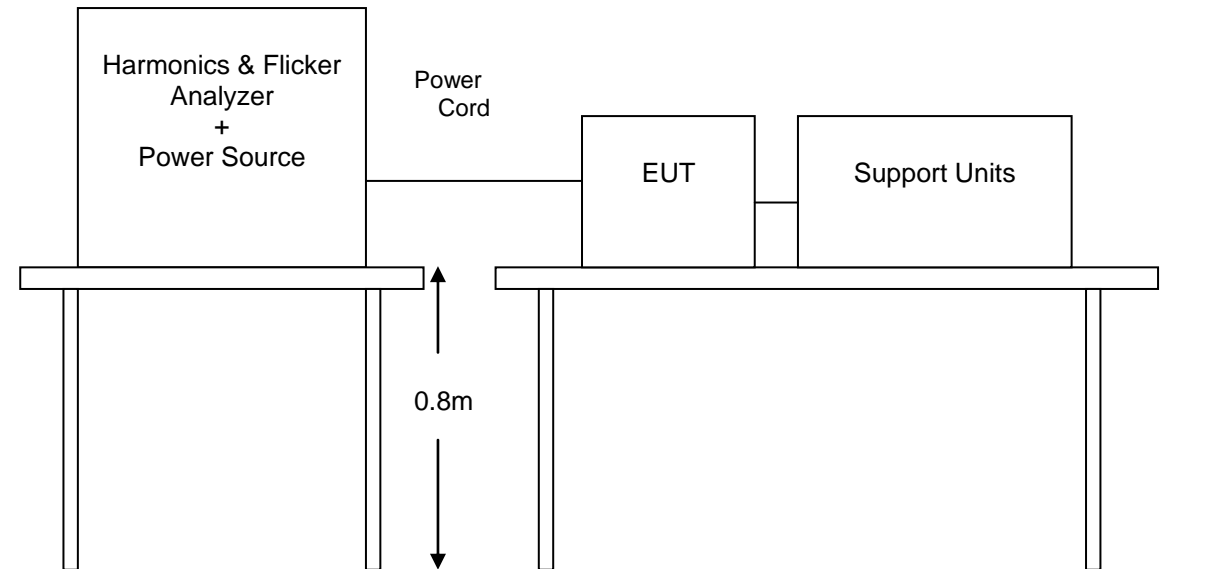 Harmonics & Flicker
Analyzer
+
Power Source
Power
Cord
EUT
Support Units
0.8m